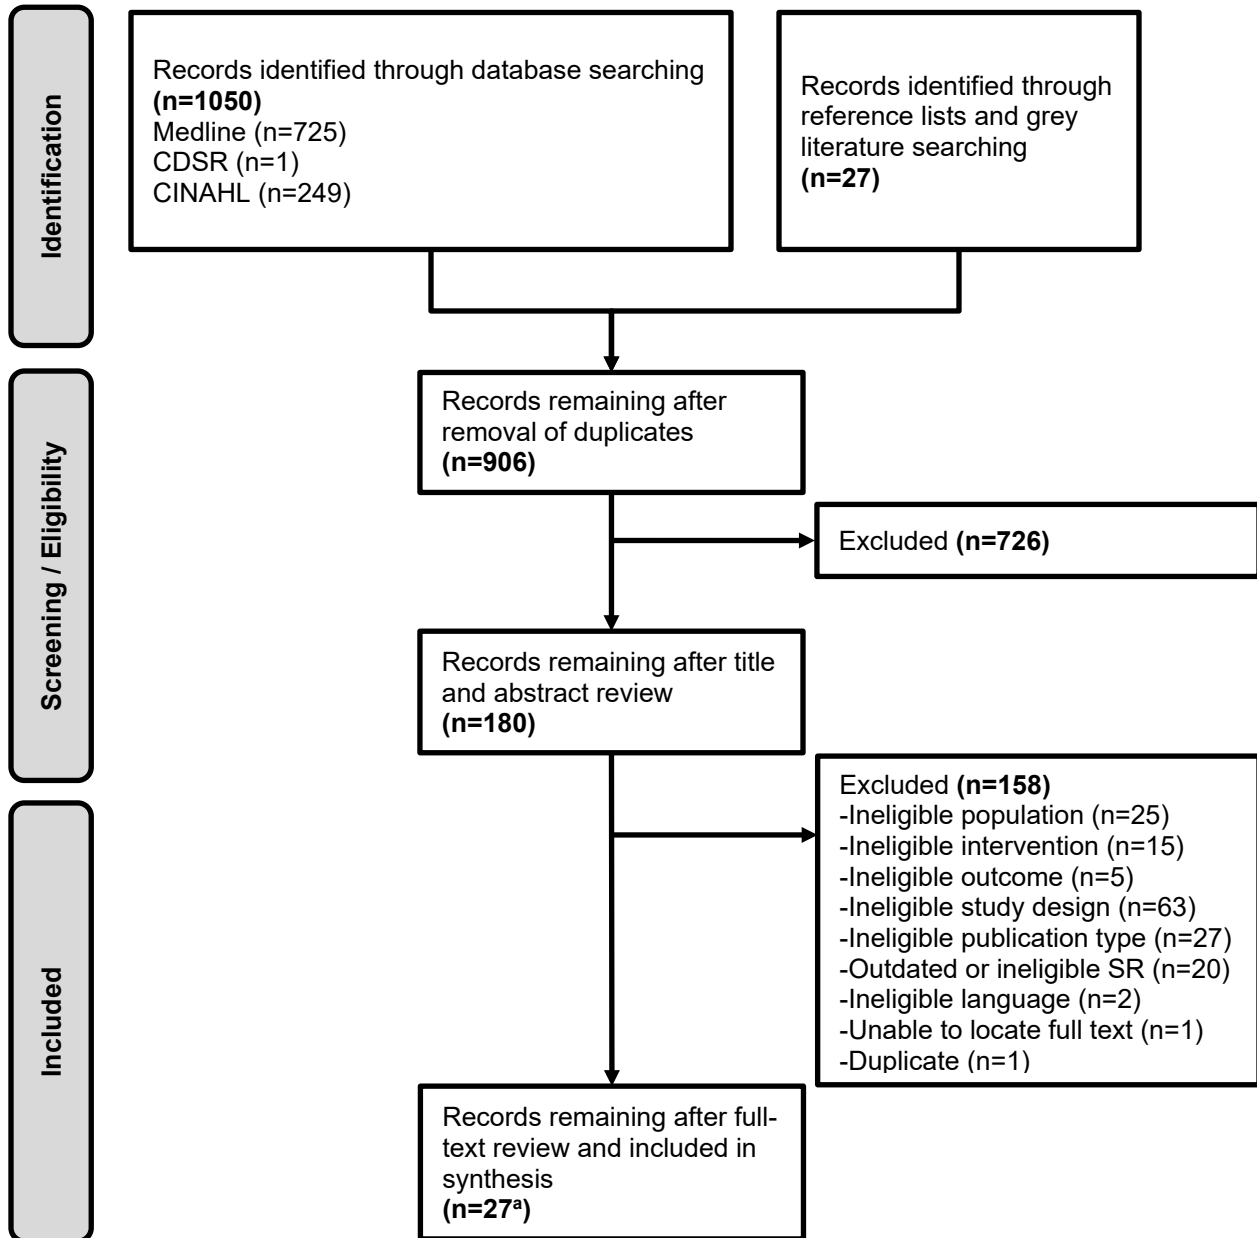 Identification
Records identified through database searching
(n=1050)
Medline (n=725)
CDSR (n=1)
CINAHL (n=249)
Records identified through
reference lists and grey
literature searching
(n=27)
Screening / Eligibility
Records remaining after
removal of duplicates
(n=906)
Excluded (n=726)
Records remaining after title
and abstract review
(n=180)
Excluded (n=158)
-Ineligible population (n=25)
-Ineligible intervention (n=15)
-Ineligible outcome (n=5)
-Ineligible study design (n=63)
-Ineligible publication type (n=27)
-Outdated or ineligible SR (n=20)
-Ineligible language (n=2)
-Unable to locate full text (n=1)
-Duplicate (n=1)
Included
Records remaining after full-
text review and included in
synthesis
(n=27ª)